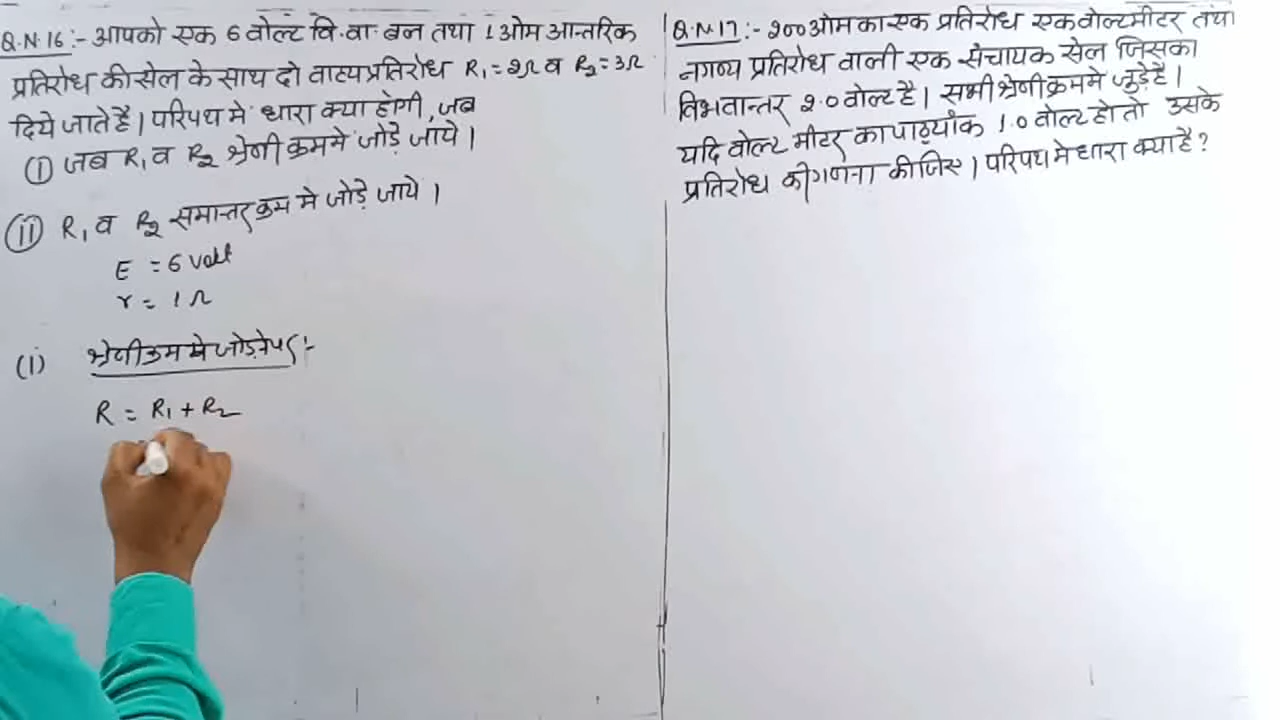 Q.N.16:- आपको एक 6 वोल्ट वि.वा.बल तथा 1 ओम आन्तरिक
प्रतिरोध की सेल के साथ दो वाह्य प्रतिरोध R₁=2Ω व R₂=3Ω
दिये जाते है। परिपथ मे धारा क्या होगी, जब
(i) जब R₁ व R₂ श्रेणी क्रम मे जोड़े जाये।
(ii) R₁ व R₂ समान्तर क्रम मे जोड़े जाये।
E = 6 volt
r = 1Ω
(i) श्रेणीक्रम मे जोड़ने पर:-
R = R₁ + R₂
Q.N.17:- 200 ओम का एक प्रतिरोध एक वोल्टमीटर तथा
नगण्य प्रतिरोध वाली एक संचायक सेल जिसका
विभवान्तर 2.0 वोल्ट है। सभी श्रेणीक्रम मे जुड़े है।
यदि वोल्ट मीटर का पाठ्यांक 1.0 वोल्ट हो तो उसके
प्रतिरोध की गणना कीजिए। परिपथ मे धारा क्या है?